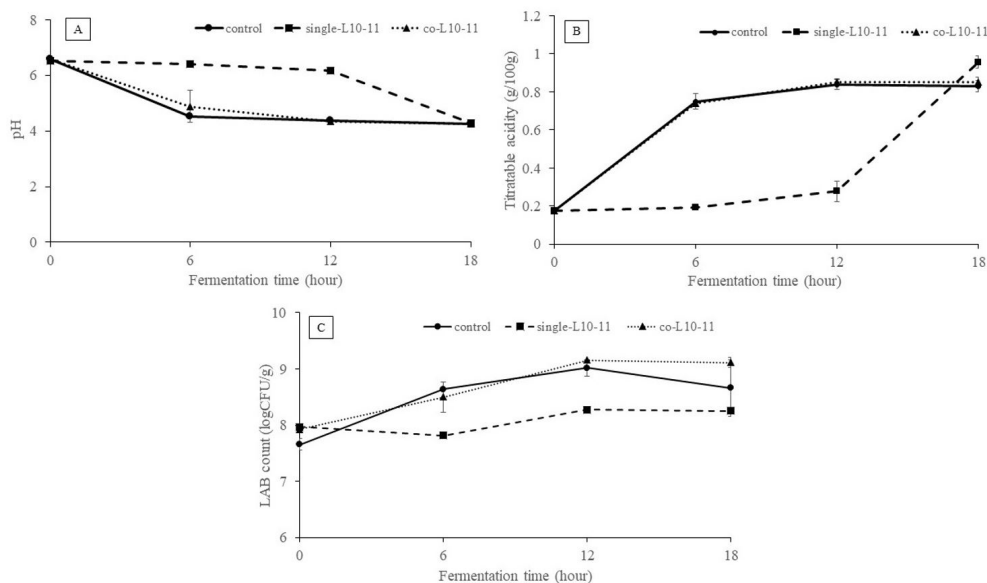 A
control single-L10-11 co-L10-11
8
6
4
2
0
pH
0 6 12 18
Fermentation time (hour)
B
control single-L10-11 co-L10-11
1.2
1
0.8
0.6
0.4
0.2
0
Titratable acidity (g/100g)
0 6 12 18
Fermentation time (hour)
C
control single-L10-11 co-L10-11
10
9
8
7
6
LAB count (logCFU/g)
0 6 12 18
Fermentation time (hour)